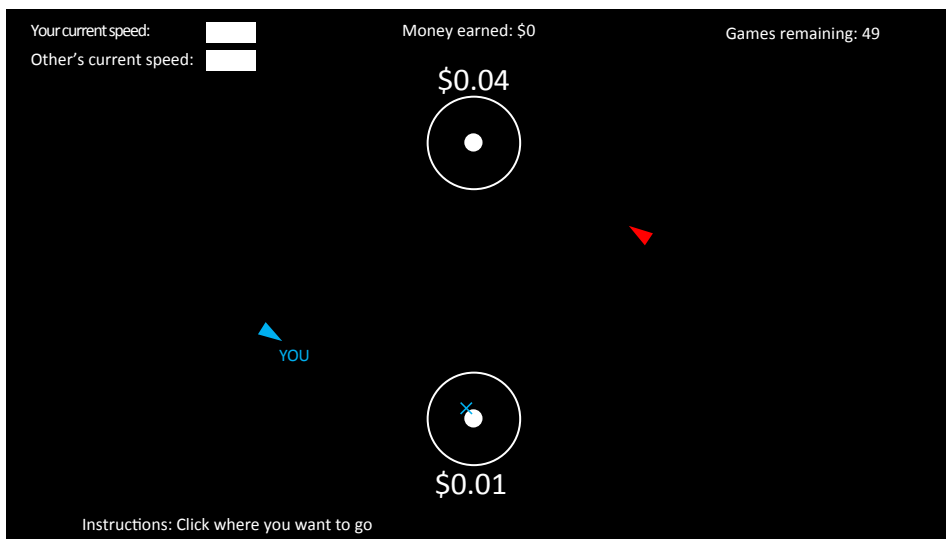 Your current speed:
Money earned: $0
Games remaining: 49
Other’s current speed:
$0.04
YOU
$0.01
Instructions: Click where you want to go